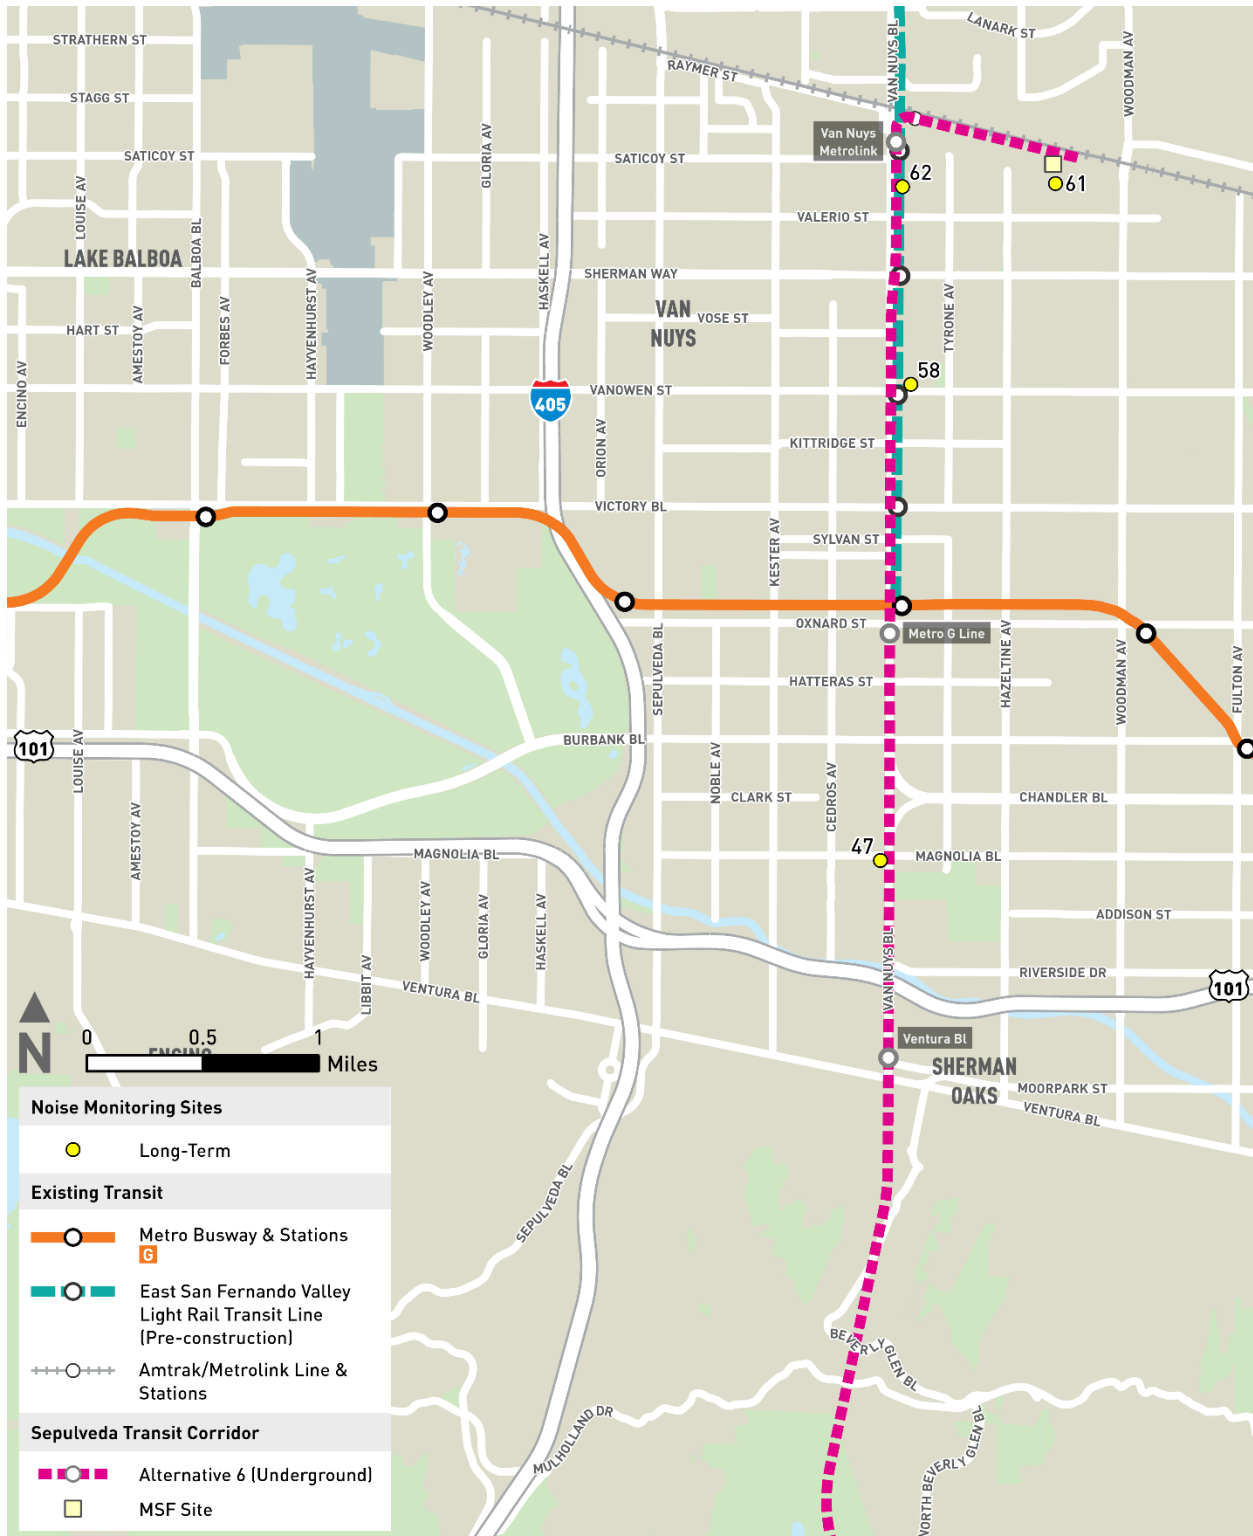 LANARK ST
STRATHERN ST
VAN NUYS BL
WOODMAN AV
RAYMER ST
STAGG ST
Van Nuys
Metrolink
SATICOY ST
GLORIA AV
SATICOY ST
62
61
LOUISE AV
BALBOA BL
VALERIO ST
LAKE BALBOA
HASKELL AV
SHERMAN WAY
HAYVENHURST AV
WOODLEY AV
VAN
NUYS
VOSE ST
TYRONE AV
HART ST
AMESTOY AV
FORBES AV
ENCINO AV
58
VANOWEN ST
405
ORION AV
KITTRIDGE ST
VICTORY BL
KESTER AV
SYLVAN ST
OXNARD ST
Metro G Line
SEPULVEDA BL
HAZELTINE AV
WOODMAN AV
FULTON AV
HATTERAS ST
101
LOUISE AV
BURBANK BL
NOBLE AV
CEDROS AV
CLARK ST
CHANDLER BL
AMESTOY AV
47
MAGNOLIA BL
MAGNOLIA BL
HAYVENHURST AV
WOODLEY AV
GLORIA AV
HASKELL AV
ADDISON ST
LIBBIT AV
VAN NUYS BL
RIVERSIDE DR
101
VENTURA BL
N
0 0.5 1
Miles
ENCINO
Ventura Bl
SHERMAN
OAKS
MOORPARK ST
VENTURA BL
Noise Monitoring Sites
Long-Term
Existing Transit
SEPULVEDA BL
Metro Busway & Stations
G
East San Fernando Valley
Light Rail Transit Line
(Pre-construction)
BEVERLY GLEN BL
Amtrak/Metrolink Line &
Stations
MULHOLLAND DR
Sepulveda Transit Corridor
NORTH BEVERLY GLEN BL
Alternative 6 (Underground)
MSF Site